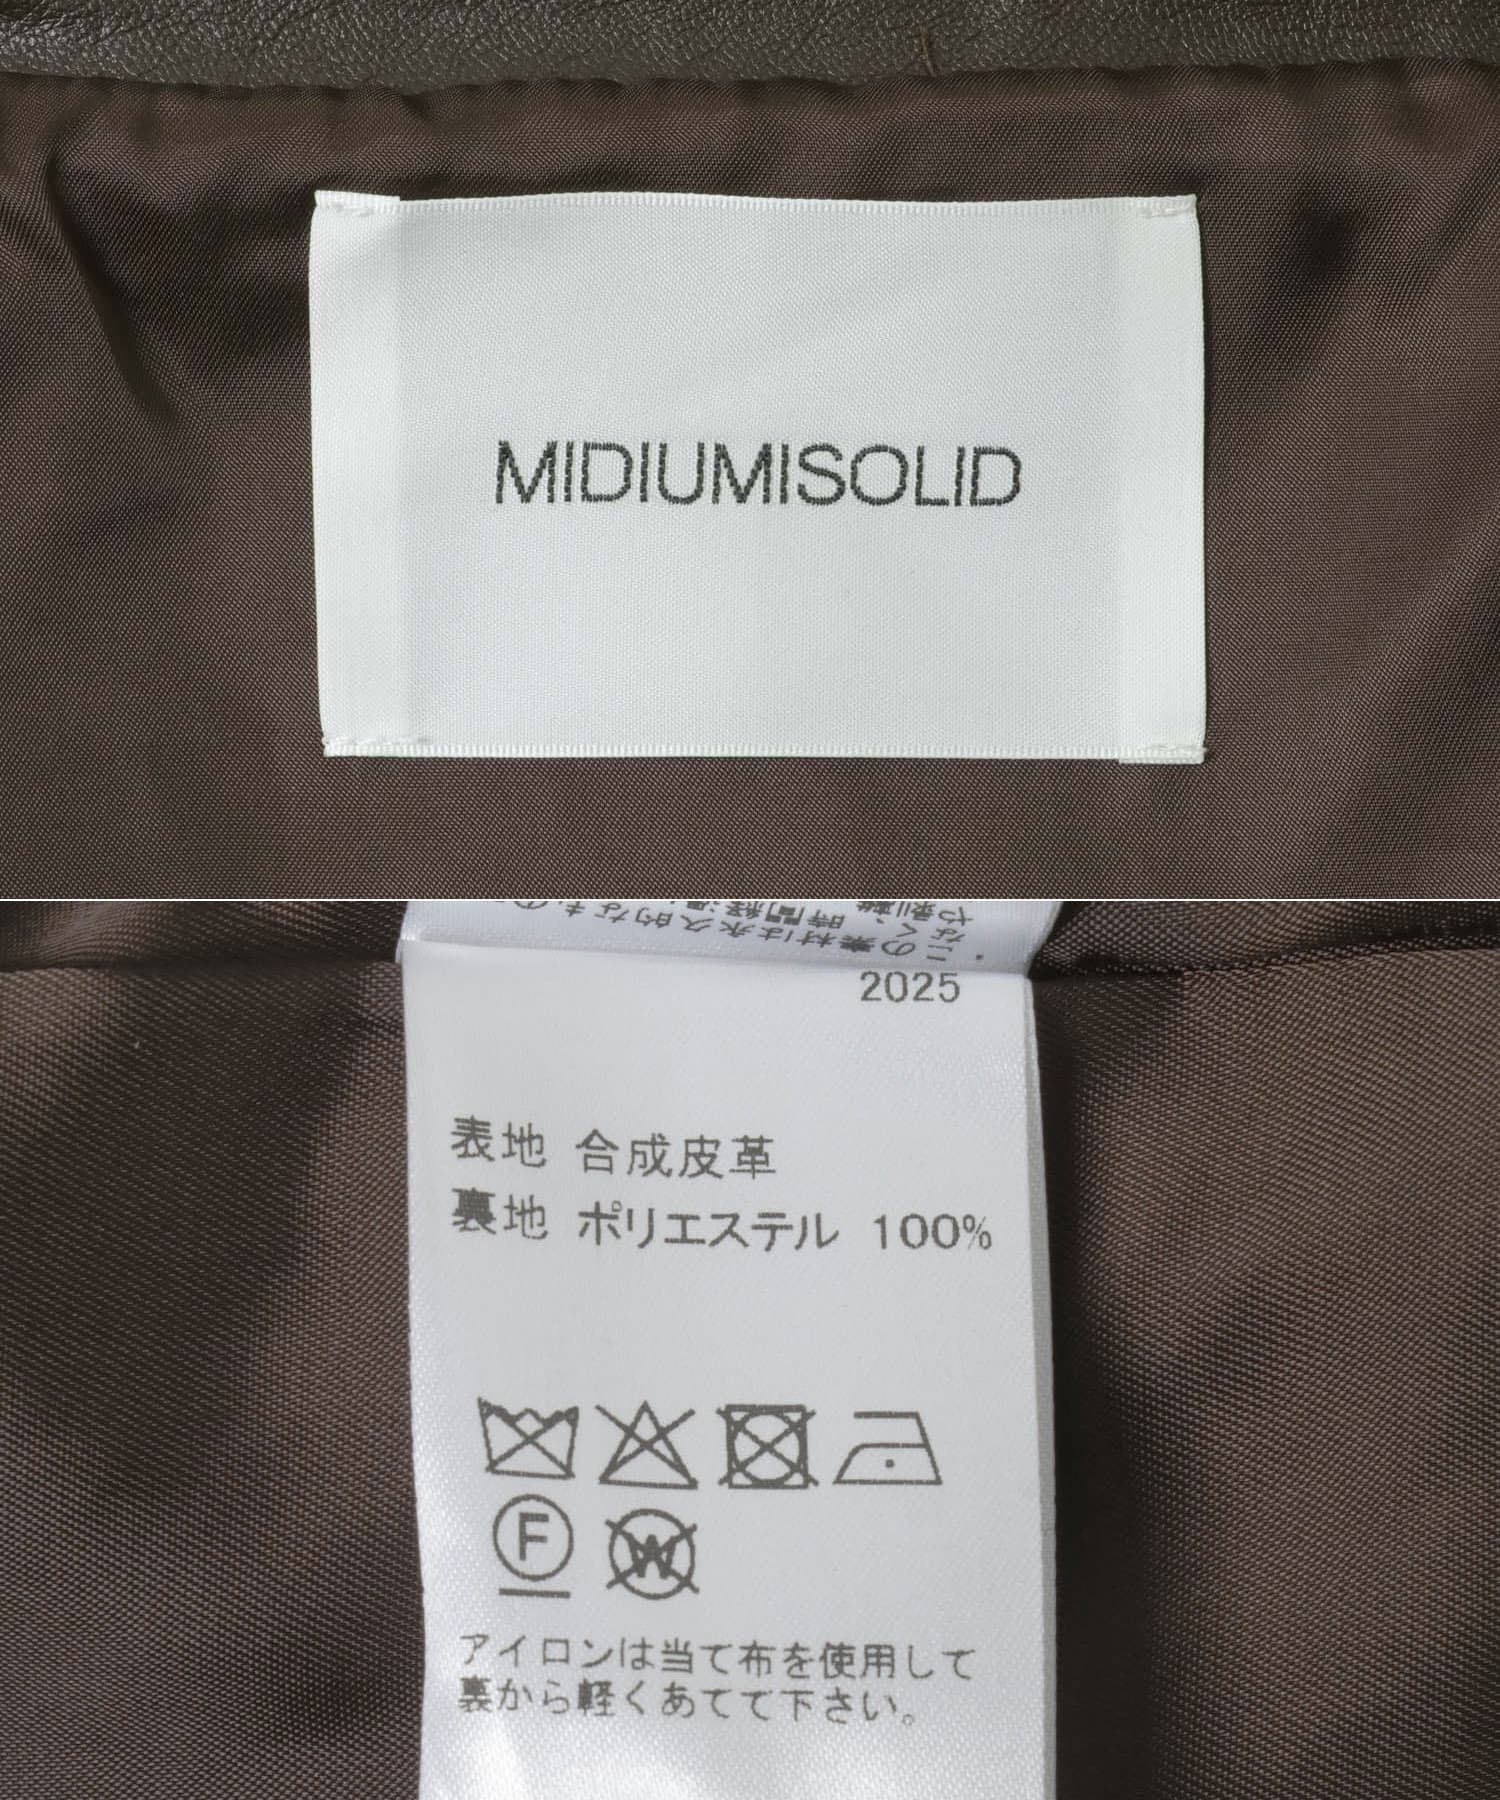 MIDIUMISOLID
2025
表地 合成皮革
裏地 ポリエステル 100%
F
W
アイロンは当て布を使用して
裏から軽くあてて下さい。